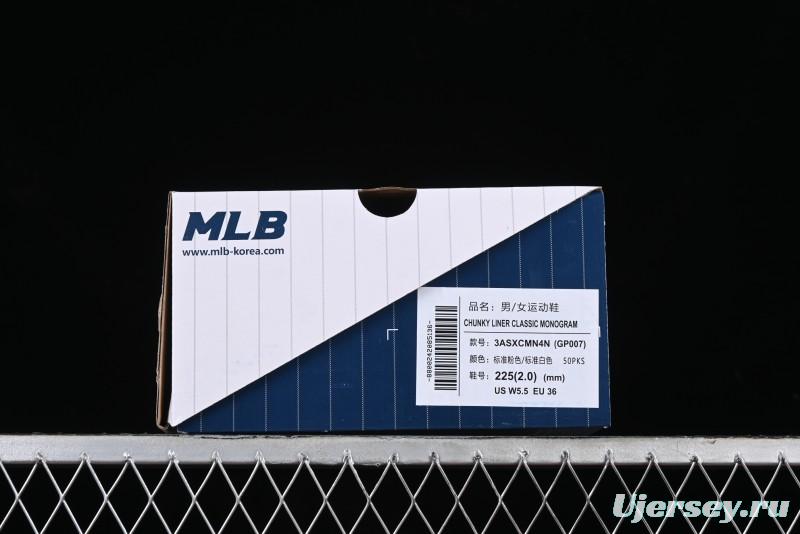 MLB
www.mlb-korea.com
品名: 男/女运动鞋
CHUNKY LINER CLASSIC MONOGRAM
款号: 3ASXCMN4N (GP007)
颜色: 标准粉色/标准白色 50PKS
鞋号: 225(2.0) (mm)
US W5.5 EU 36
-8800242085136-
Ujersey.ru